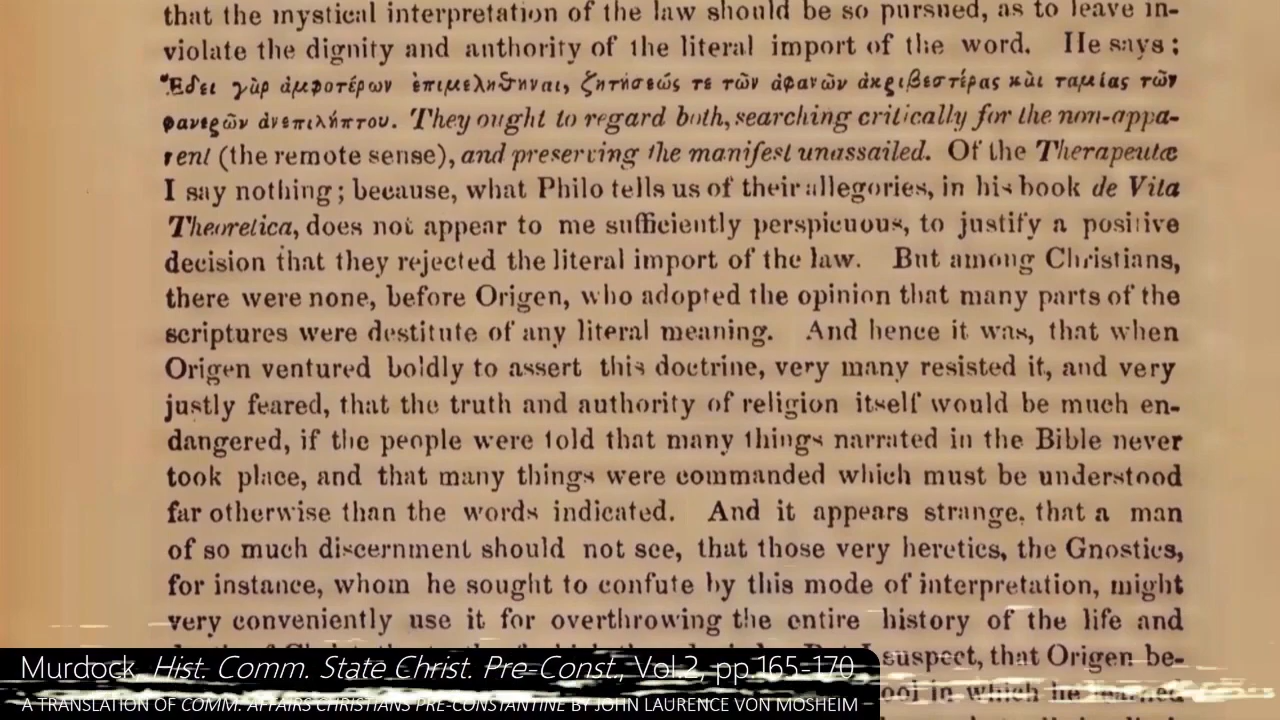 that the mystical interpretation of the law should be so pursued, as to leave in-
violate the dignity and authority of the literal import of the word. He says:
Ἔδει γὰρ ἀμφοτέρων ἐπιμεληθῆναι, ζητήσεώς τε τῶν ἀφανῶν ἀκριβεστέρας καὶ ταμίας τῶν
φανερῶν ἀνεπιλήπτου. They ought to regard both, searching critically for the non-appa-
rent (the remote sense), and preserving the manifest unassailed. Of the Therapeutæ
I say nothing; because, what Philo tells us of their allegories, in his book de Vita
Theoretica, does not appear to me sufficiently perspicuous, to justify a positive
decision that they rejected the literal import of the law. But among Christians,
there were none, before Origen, who adopted the opinion that many parts of the
scriptures were destitute of any literal meaning. And hence it was, that when
Origen ventured boldly to assert this doctrine, very many resisted it, and very
justly feared, that the truth and authority of religion itself would be much en-
dangered, if the people were told that many things narrated in the Bible never
took place, and that many things were commanded which must be understood
far otherwise than the words indicated. And it appears strange, that a man
of so much discernment should not see, that those very heretics, the Gnostics,
for instance, whom he sought to confute by this mode of interpretation, might
very conveniently use it for overthrowing the entire history of the life and
suspect, that Origen be-
in which he
Murdock, Hist. Comm. State Christ. Pre-Const., Vol.2, pp.165-170,
A TRANSLATION OF COMM. AFFAIRS CHRISTIANS PRE-CONSTANTINE BY JOHN LAURENCE VON MOSHEIM